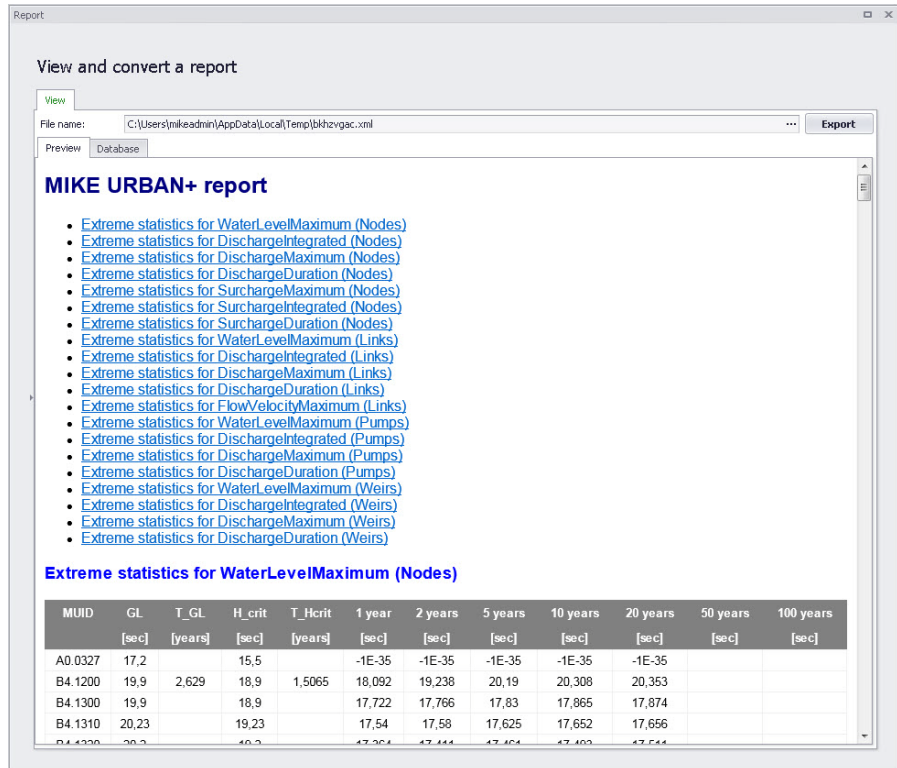 Report
View and convert a report
View
File name: C:\Users\mikeadmin\AppData\Local\Temp\bkhzvgac.xml ... Export
Preview Database
MIKE URBAN+ report
• Extreme statistics for WaterLevelMaximum (Nodes)
• Extreme statistics for DischargeIntegrated (Nodes)
• Extreme statistics for DischargeMaximum (Nodes)
• Extreme statistics for DischargeDuration (Nodes)
• Extreme statistics for SurchargeMaximum (Nodes)
• Extreme statistics for SurchargeIntegrated (Nodes)
• Extreme statistics for SurchargeDuration (Nodes)
• Extreme statistics for WaterLevelMaximum (Links)
• Extreme statistics for DischargeIntegrated (Links)
• Extreme statistics for DischargeMaximum (Links)
• Extreme statistics for DischargeDuration (Links)
• Extreme statistics for FlowVelocityMaximum (Links)
• Extreme statistics for WaterLevelMaximum (Pumps)
• Extreme statistics for DischargeIntegrated (Pumps)
• Extreme statistics for DischargeMaximum (Pumps)
• Extreme statistics for DischargeDuration (Pumps)
• Extreme statistics for WaterLevelMaximum (Weirs)
• Extreme statistics for DischargeIntegrated (Weirs)
• Extreme statistics for DischargeMaximum (Weirs)
• Extreme statistics for DischargeDuration (Weirs)
Extreme statistics for WaterLevelMaximum (Nodes)
MUID GL T_GL H_crit T_Hcrit 1 year 2 years 5 years 10 years 20 years 50 years 100 years
[sec] [years] [sec] [years] [sec] [sec] [sec] [sec] [sec] [sec] [sec]
A0.0327 17,2 15,5 -1E-35 -1E-35 -1E-35 -1E-35 -1E-35
B4.1200 19,9 2,629 18,9 1,5065 18,092 19,238 20,19 20,308 20,353
B4.1300 19,9 18,9 17,722 17,766 17,83 17,865 17,874
B4.1310 20,23 19,23 17,54 17,58 17,625 17,652 17,656